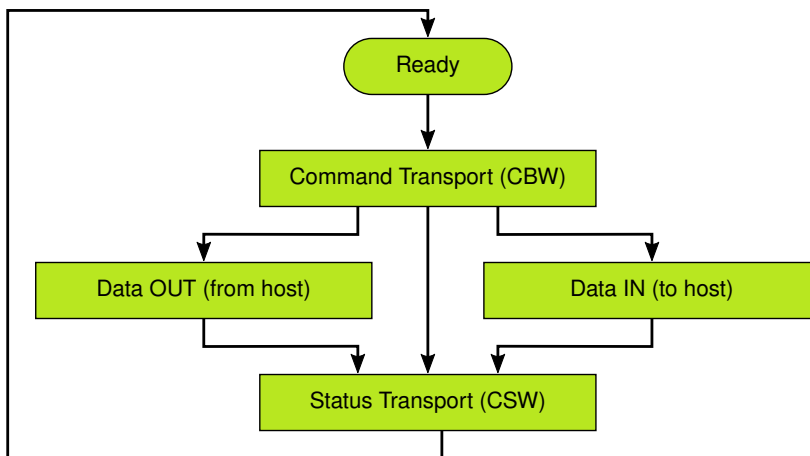 Ready
Command Transport (CBW)
Data OUT (from host)
Data IN (to host)
Status Transport (CSW)